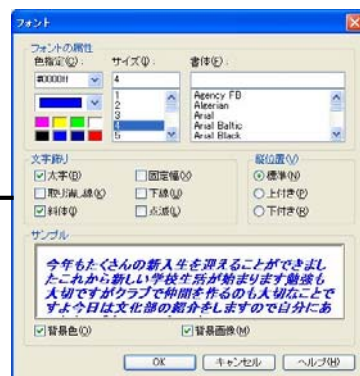 フォント
フォントの属性
色指定(C): サイズ(I): 書体(F):
#0000ff 4
1
2
3
4
5
Agency FB
Algerian
Arial
Arial Baltic
Arial Black
文字飾り
太字(B) 固定幅(X)
取り消し線(K) 下線(U)
斜体(I) 点滅(L)
縦位置(V)
標準(N)
上付き(P)
下付き(R)
サンプル
今年もたくさんの新入生を迎えることができまし
たこれから新しい学校生活が始まります勉強も
大切ですがクラブで仲間を作るのも大切なことで
すよ今日は文化部の紹介をしますので自分にあ
背景色(O) 背景画像(M)
OK キャンセル ヘルプ(H)